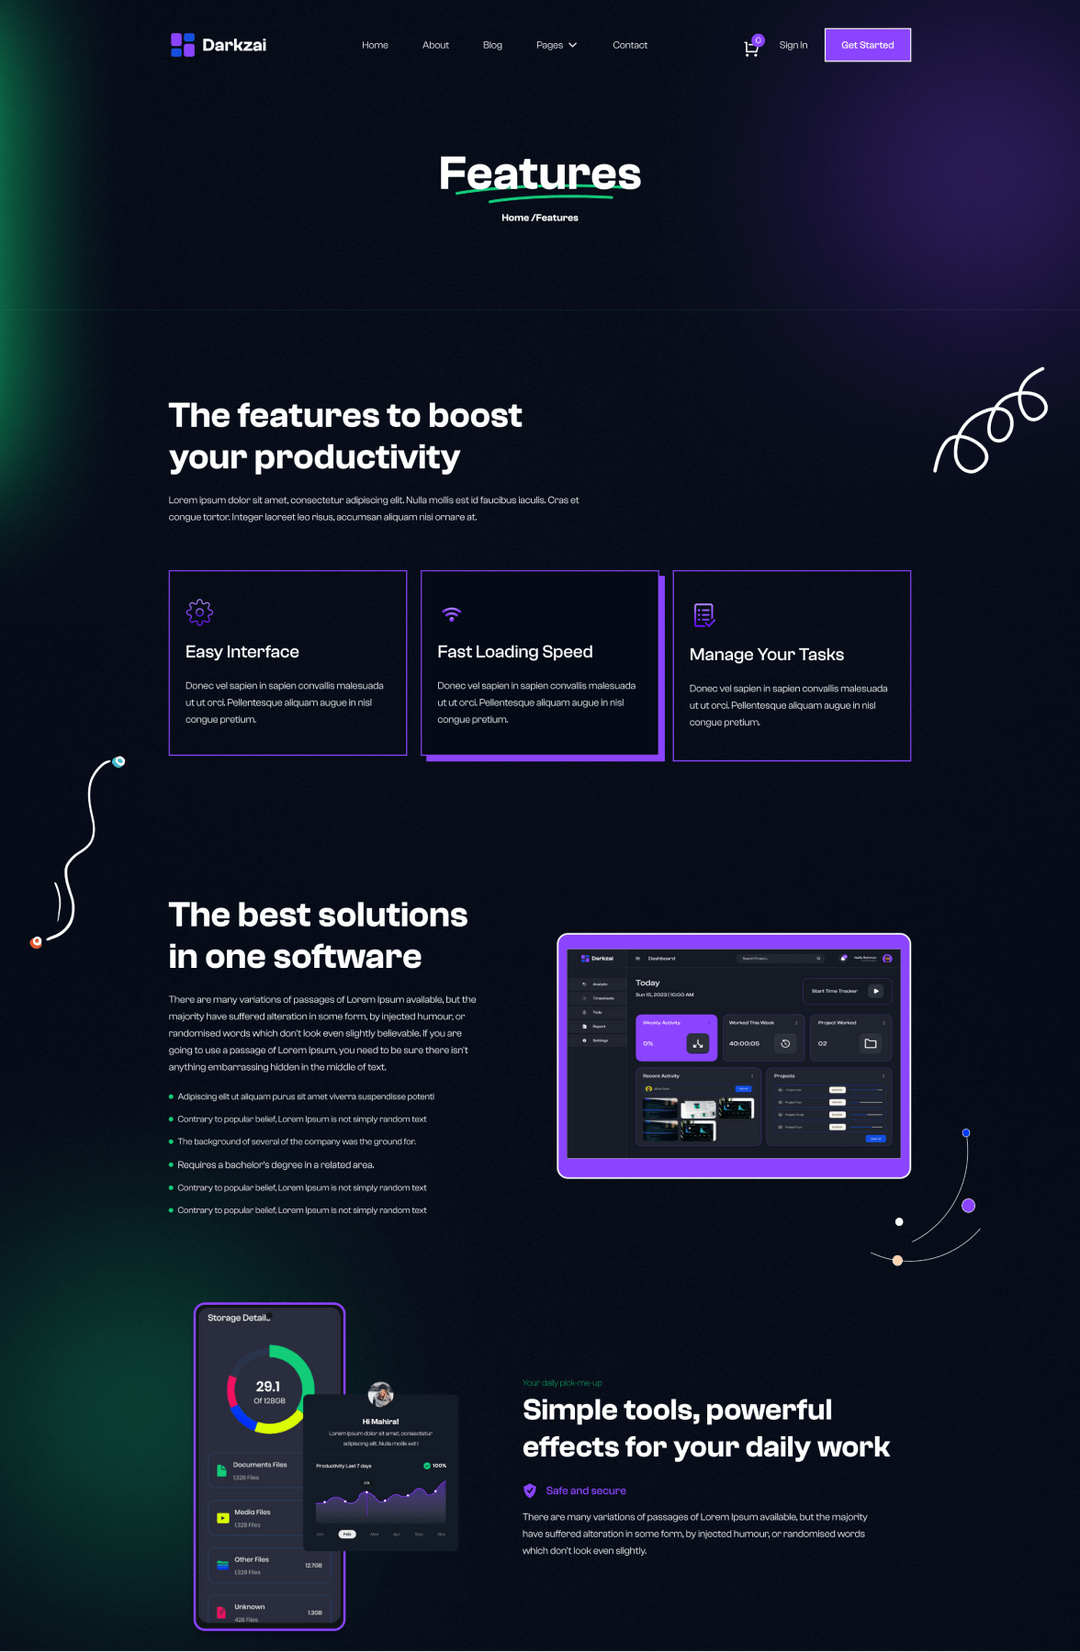 Darkzai
Home
About
Blog
Pages
Contact
0
Sign In
Get Started
Features
Home /Features
The features to boost
your productivity
Lorem ipsum dolor sit amet, consectetur adipiscing elit. Nulla mollis est id faucibus iaculis. Cras et
congue tortor. Integer laoreet leo risus, accumsan aliquam nisi ornare at.
Easy Interface
Donec vel sapien in sapien convallis malesuada
ut ut orci. Pellentesque aliquam augue in nisl
congue pretium.
Fast Loading Speed
Donec vel sapien in sapien convallis malesuada
ut ut orci. Pellentesque aliquam augue in nisl
congue pretium.
Manage Your Tasks
Donec vel sapien in sapien convallis malesuada
ut ut orci. Pellentesque aliquam augue in nisl
congue pretium.
The best solutions
in one software
There are many variations of passages of Lorem Ipsum available, but the
majority have suffered alteration in some form, by injected humour, or
randomised words which don't look even slightly believable. If you are
going to use a passage of Lorem Ipsum, you need to be sure there isn't
anything embarrassing hidden in the middle of text.
Adipiscing elit ut aliquam purus sit amet viverra suspendisse potenti
Contrary to popular belief, Lorem Ipsum is not simply random text
The background of several of the company was the ground for.
Requires a bachelor's degree in a related area.
Contrary to popular belief, Lorem Ipsum is not simply random text
Contrary to popular belief, Lorem Ipsum is not simply random text
Darkzai
Dashboard
Search Project...
Analytic
Timesheets
Todo
Report
Settings
Today
Sun 15, 2023 | 10:00 AM
Start Time Tracker
Weekly Activity
0%
Worked This Week
40:00:05
Project Worked
02
Recent Activity
Projects
Storage Details
29.1
Of 128GB
Documents Files
1,328 Files
Media Files
1,328 Files
Other Files
1,328 Files
12.7GB
Unknown
428 Files
1.3GB
Hi Mahira!
Lorem ipsum dolor sit amet, consectetur
adipiscing elit. Nulla mollis est i
Productivity Last 7 days
100%
Jan
Feb
Mar
Apr
Sep
Nov
Your daily pick-me-up
Simple tools, powerful
effects for your daily work
Safe and secure
There are many variations of passages of Lorem Ipsum available, but the majority
have suffered alteration in some form, by injected humour, or randomised words
which don't look even slightly.